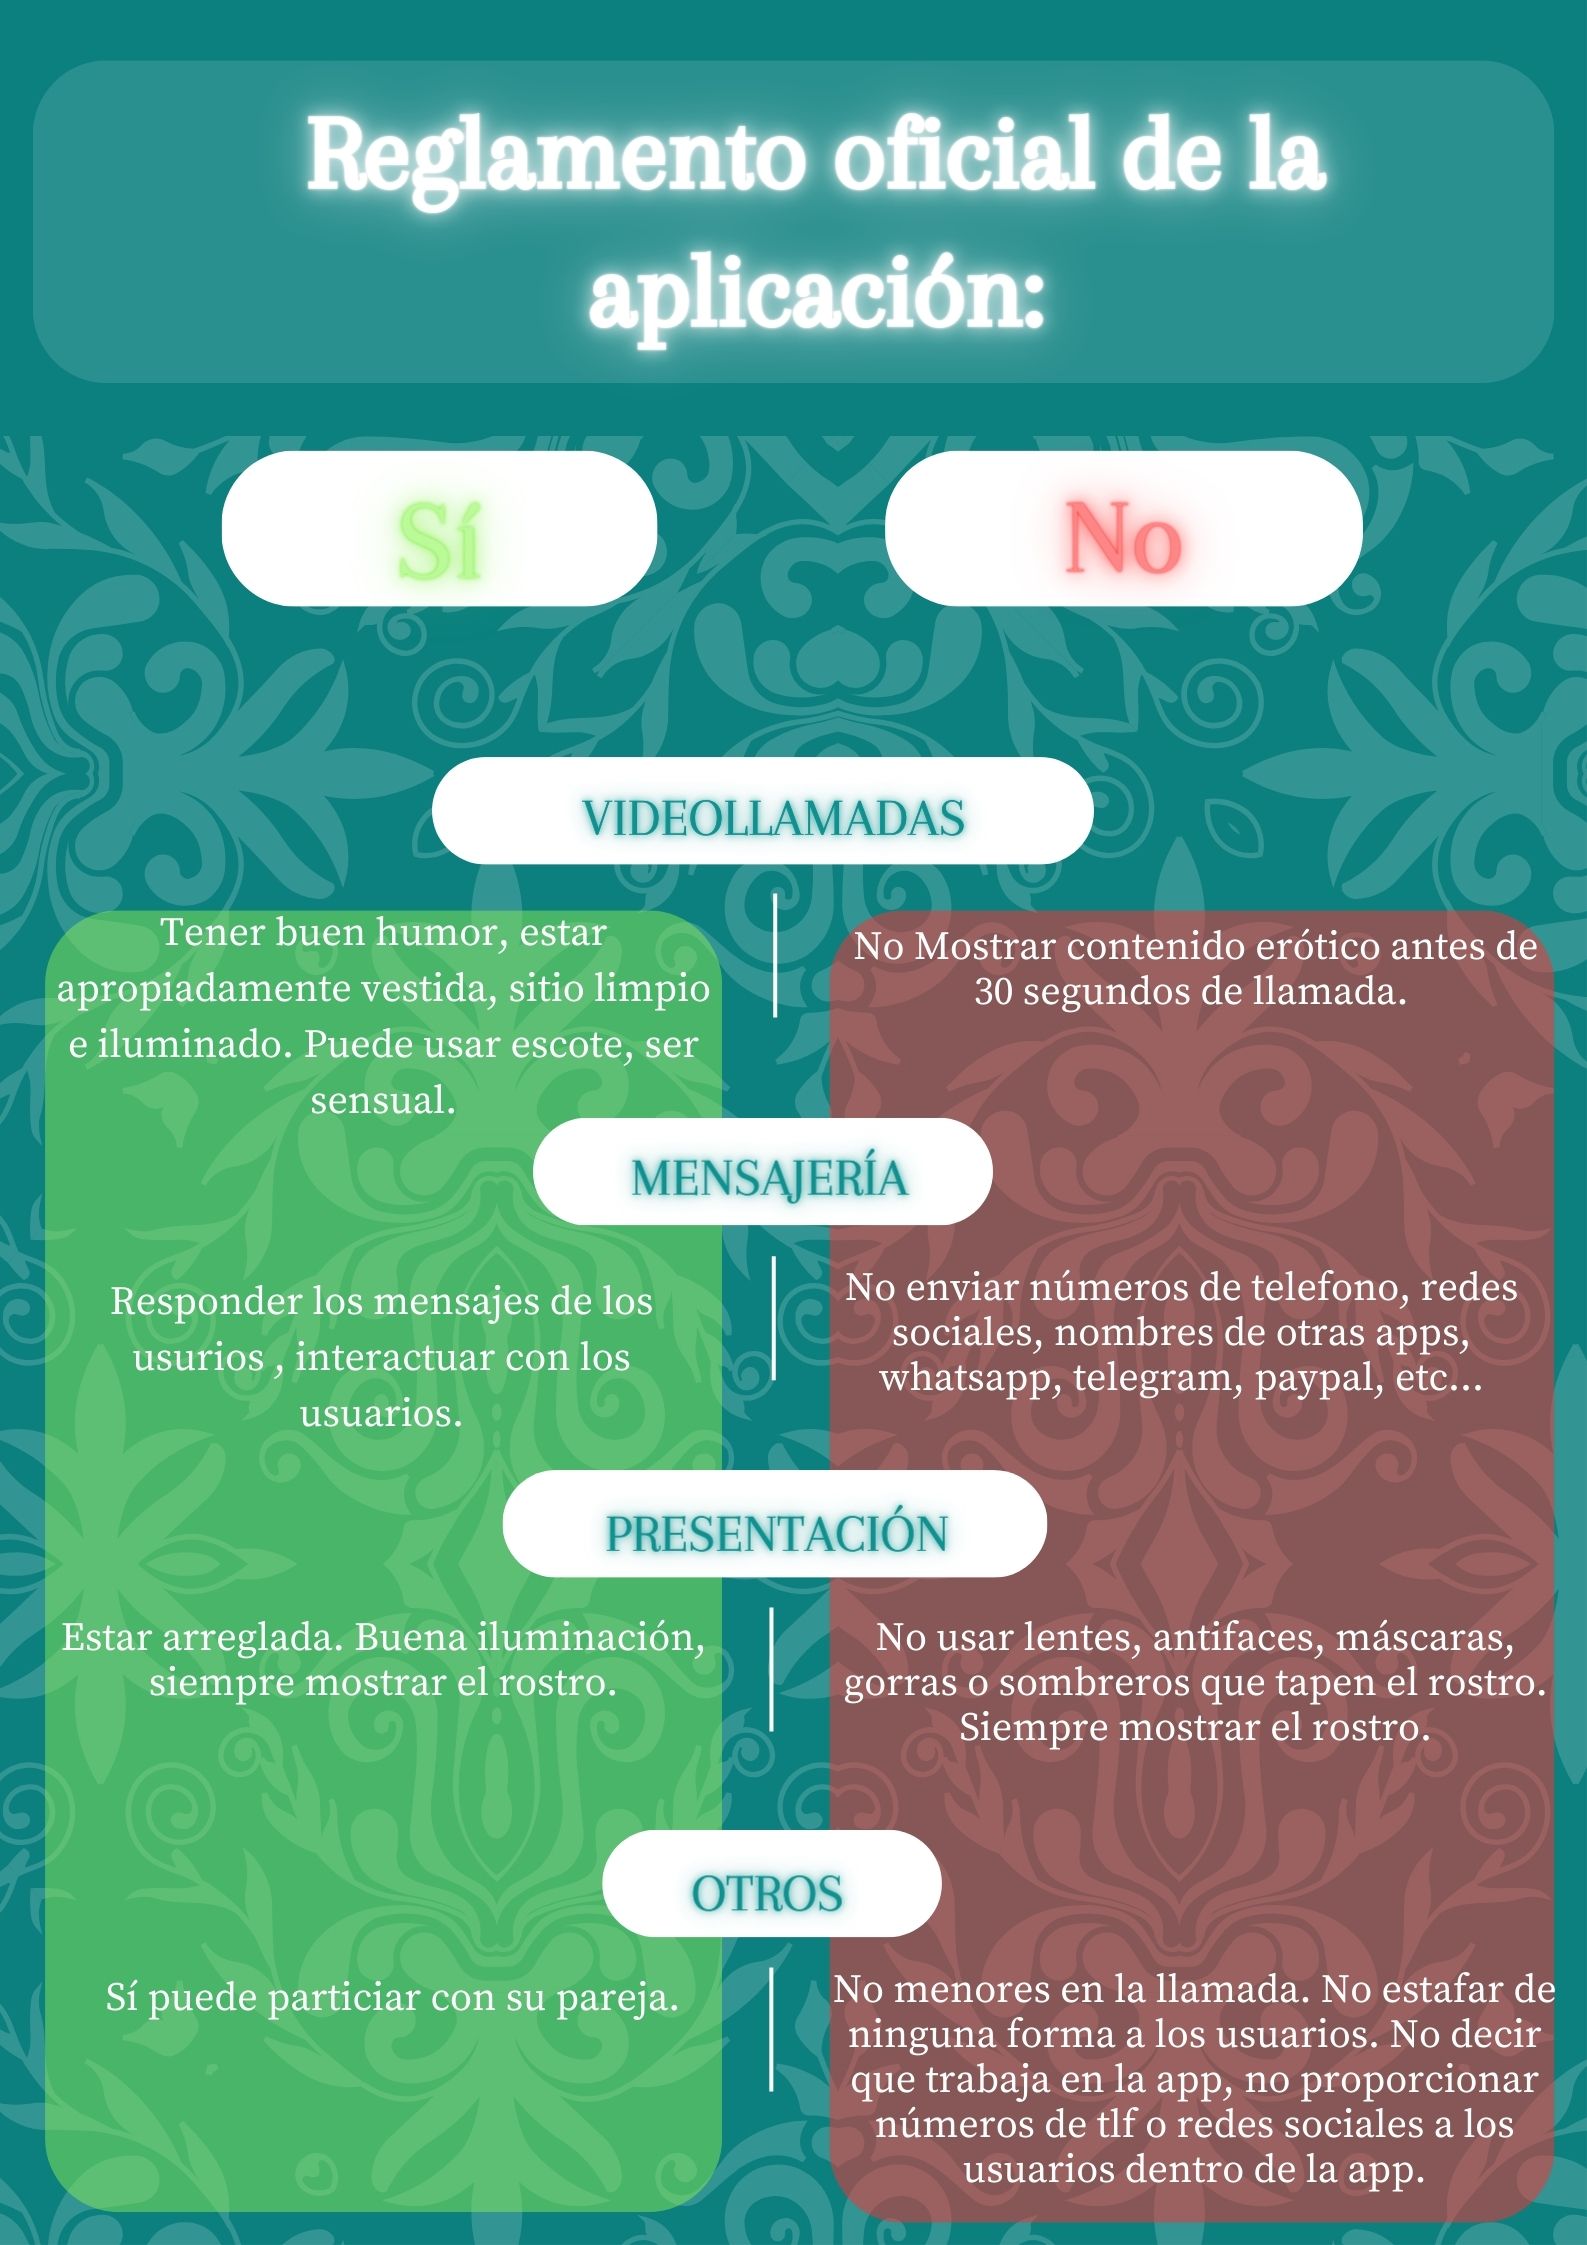 Reglamento oficial de la
aplicación:
Sí
No
VIDEOLLAMADAS
Tener buen humor, estar
apropiadamente vestida, sitio limpio
e iluminado. Puede usar escote, ser
sensual.
No Mostrar contenido erótico antes de
30 segundos de llamada.
MENSAJERÍA
Responder los mensajes de los
usurios , interactuar con los
usuarios.
No enviar números de telefono, redes
sociales, nombres de otras apps,
whatsapp, telegram, paypal, etc...
PRESENTACIÓN
Estar arreglada. Buena iluminación,
siempre mostrar el rostro.
No usar lentes, antifaces, máscaras,
gorras o sombreros que tapen el rostro.
Siempre mostrar el rostro.
OTROS
Sí puede particiar con su pareja.
No menores en la llamada. No estafar de
ninguna forma a los usuarios. No decir
que trabaja en la app, no proporcionar
números de tlf o redes sociales a los
usuarios dentro de la app.